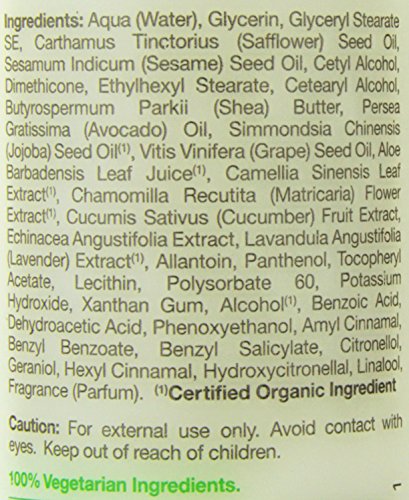 Ingredients: Aqua (Water), Glycerin, Glyceryl Stearate
SE, Carthamus Tinctorius (Safflower) Seed Oil,
Sesamum Indicum (Sesame) Seed Oil, Cetyl Alcohol,
Dimethicone, Ethylhexyl Stearate, Cetearyl Alcohol,
Butyrospermum Parkii (Shea) Butter, Persea
Gratissima (Avocado) Oil, Simmondsia Chinensis
(Jojoba) Seed Oil⁽¹⁾, Vitis Vinifera (Grape) Seed Oil, Aloe
Barbadensis Leaf Juice⁽¹⁾, Camellia Sinensis Leaf
Extract⁽¹⁾, Chamomilla Recutita (Matricaria) Flower
Extract⁽¹⁾, Cucumis Sativus (Cucumber) Fruit Extract,
Echinacea Angustifolia Extract, Lavandula Angustifolia
(Lavender) Extract⁽¹⁾, Allantoin, Panthenol, Tocopheryl
Acetate, Lecithin, Polysorbate 60, Potassium
Hydroxide, Xanthan Gum, Alcohol⁽¹⁾, Benzoic Acid,
Dehydroacetic Acid, Phenoxyethanol, Amyl Cinnamal,
Benzyl Benzoate, Benzyl Salicylate, Citronellol,
Geraniol, Hexyl Cinnamal, Hydroxycitronellal, Linalool,
Fragrance (Parfum). ⁽¹⁾Certified Organic Ingredient
Caution: For external use only. Avoid contact with
eyes. Keep out of reach of children.
100% Vegetarian Ingredients.